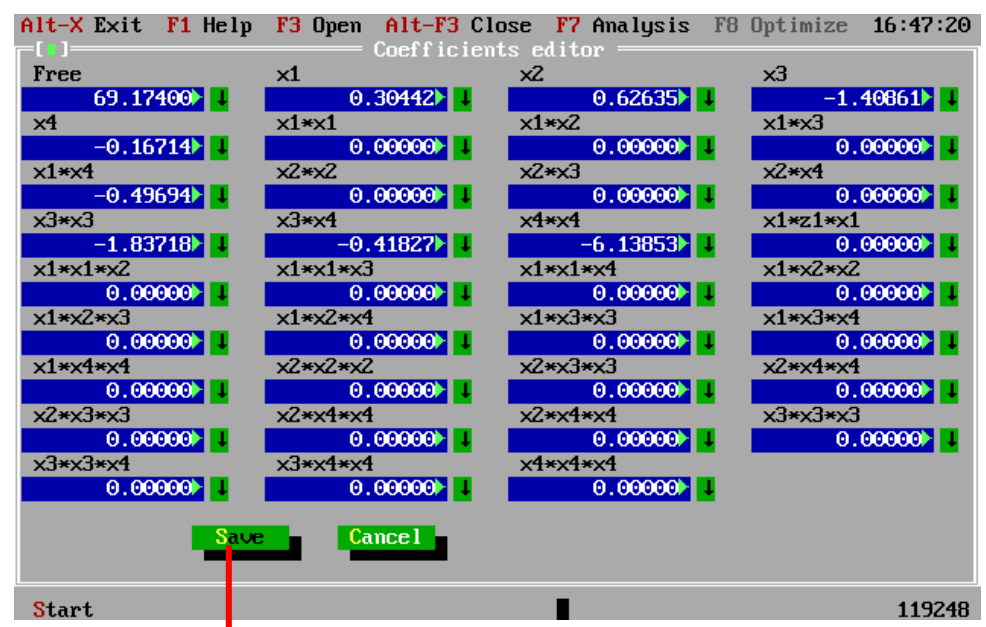 Alt-X Exit F1 Help F3 Open Alt-F3 Close F7 Analysis F8 Optimize 16:47:20
Coefficients editor
Free x1 x2 x3
69.17400 0.30442 0.62635 -1.40861
x4 x1*x1 x1*x2 x1*x3
-0.16714 0.00000 0.00000 0.00000
x1*x4 x2*x2 x2*x3 x2*x4
-0.49694 0.00000 0.00000 0.00000
x3*x3 x3*x4 x4*x4 x1*z1*x1
-1.83718 -0.41827 -6.13853 0.00000
x1*x1*x2 x1*x1*x3 x1*x1*x4 x1*x2*x2
0.00000 0.00000 0.00000 0.00000
x1*x2*x3 x1*x2*x4 x1*x3*x3 x1*x3*x4
0.00000 0.00000 0.00000 0.00000
x1*x4*x4 x2*x2*x2 x2*x3*x3 x2*x4*x4
0.00000 0.00000 0.00000 0.00000
x2*x3*x3 x2*x4*x4 x2*x4*x4 x3*x3*x3
0.00000 0.00000 0.00000 0.00000
x3*x3*x4 x3*x4*x4 x4*x4*x4
0.00000 0.00000 0.00000
Save Cancel
Start 119248